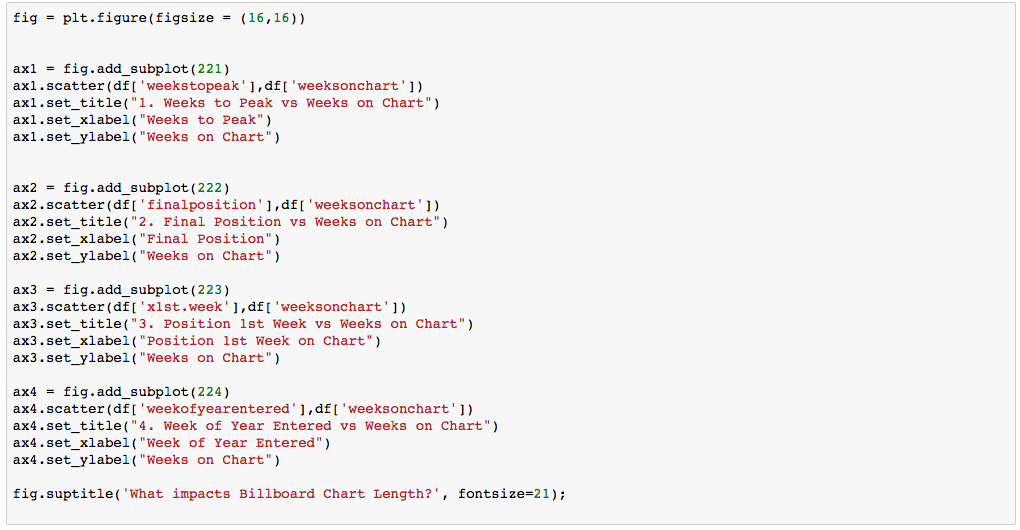 fig = plt.figure(figsize = (16,16))
ax1 = fig.add_subplot(221)
ax1.scatter(df['weekstopeak'],df['weeksonchart'])
ax1.set_title("1. Weeks to Peak vs Weeks on Chart")
ax1.set_xlabel("Weeks to Peak")
ax1.set_ylabel("Weeks on Chart")
ax2 = fig.add_subplot(222)
ax2.scatter(df['finalposition'],df['weeksonchart'])
ax2.set_title("2. Final Position vs Weeks on Chart")
ax2.set_xlabel("Final Position")
ax2.set_ylabel("Weeks on Chart")
ax3 = fig.add_subplot(223)
ax3.scatter(df['x1st.week'],df['weeksonchart'])
ax3.set_title("3. Position 1st Week vs Weeks on Chart")
ax3.set_xlabel("Position 1st Week on Chart")
ax3.set_ylabel("Weeks on Chart")
ax4 = fig.add_subplot(224)
ax4.scatter(df['weekofyearentered'],df['weeksonchart'])
ax4.set_title("4. Week of Year Entered vs Weeks on Chart")
ax4.set_xlabel("Week of Year Entered")
ax4.set_ylabel("Weeks on Chart")
fig.suptitle('What impacts Billboard Chart Length?', fontsize=21);